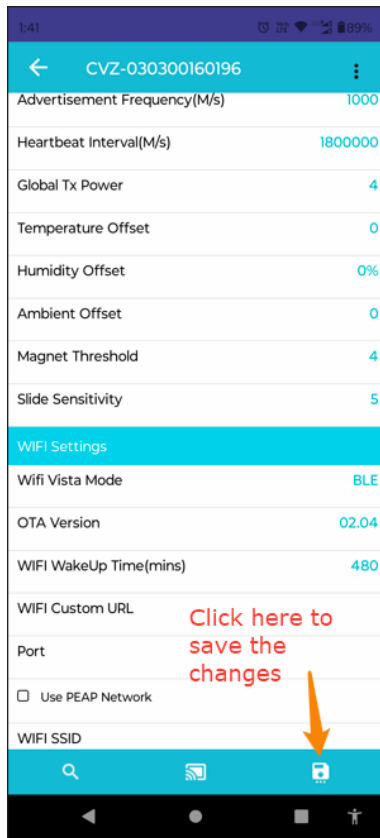 1:41 89%
CVZ-030300160196
Advertisement Frequency(M/s) 1000
Heartbeat Interval(M/s) 1800000
Global Tx Power 4
Temperature Offset 0
Humidity Offset 0%
Ambient Offset 0
Magnet Threshold 4
Slide Sensitivity 5
WIFI Settings
Wifi Vista Mode BLE
OTA Version 02.04
WIFI WakeUp Time(mins) 480
WIFI Custom URL
Click here to
save the
changes
Port
Use PEAP Network
WIFI SSID